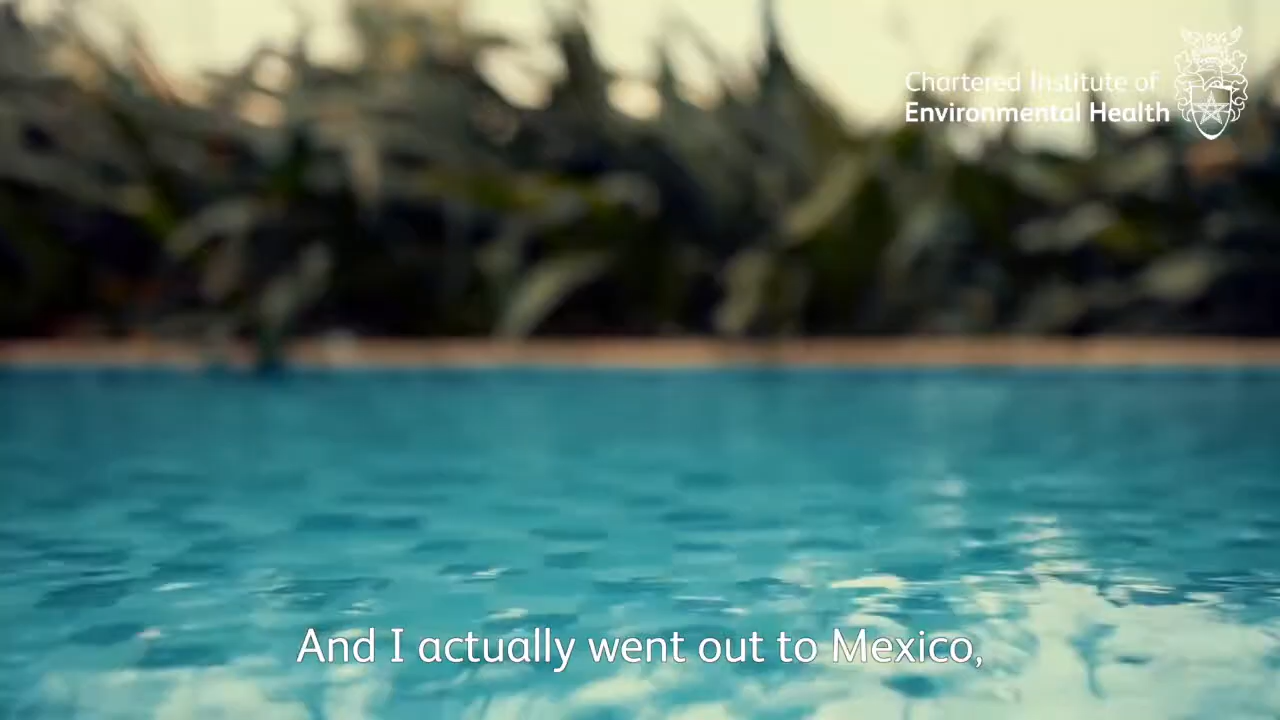 Chartered Institute of
Environmental Health
And I actually went out to Mexico,